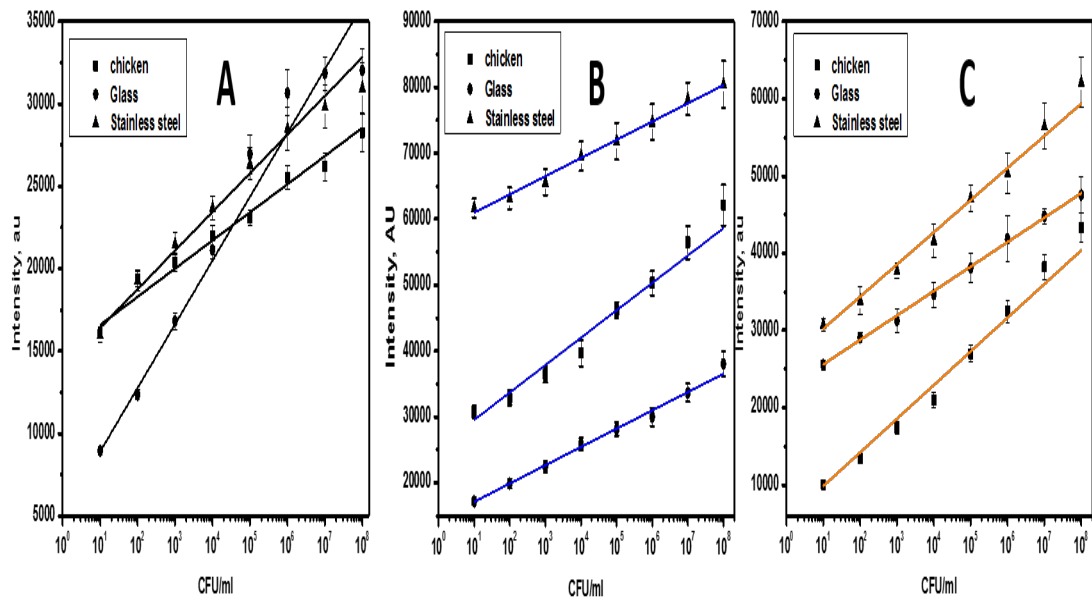 A
chicken
Glass
Stainless steel
Intensity, au
35000
30000
25000
20000
15000
10000
5000
10^0 10^1 10^2 10^3 10^4 10^5 10^6 10^7 10^8
CFU/ml
B
chicken
Glass
Stainless steel
Intensity, AU
90000
80000
70000
60000
50000
40000
30000
20000
10^0 10^1 10^2 10^3 10^4 10^5 10^6 10^7 10^8
CFU/ml
C
chicken
Glass
Stainless steel
Intensity, au
70000
60000
50000
40000
30000
20000
10000
10^0 10^1 10^2 10^3 10^4 10^5 10^6 10^7 10^8
CFU/ml